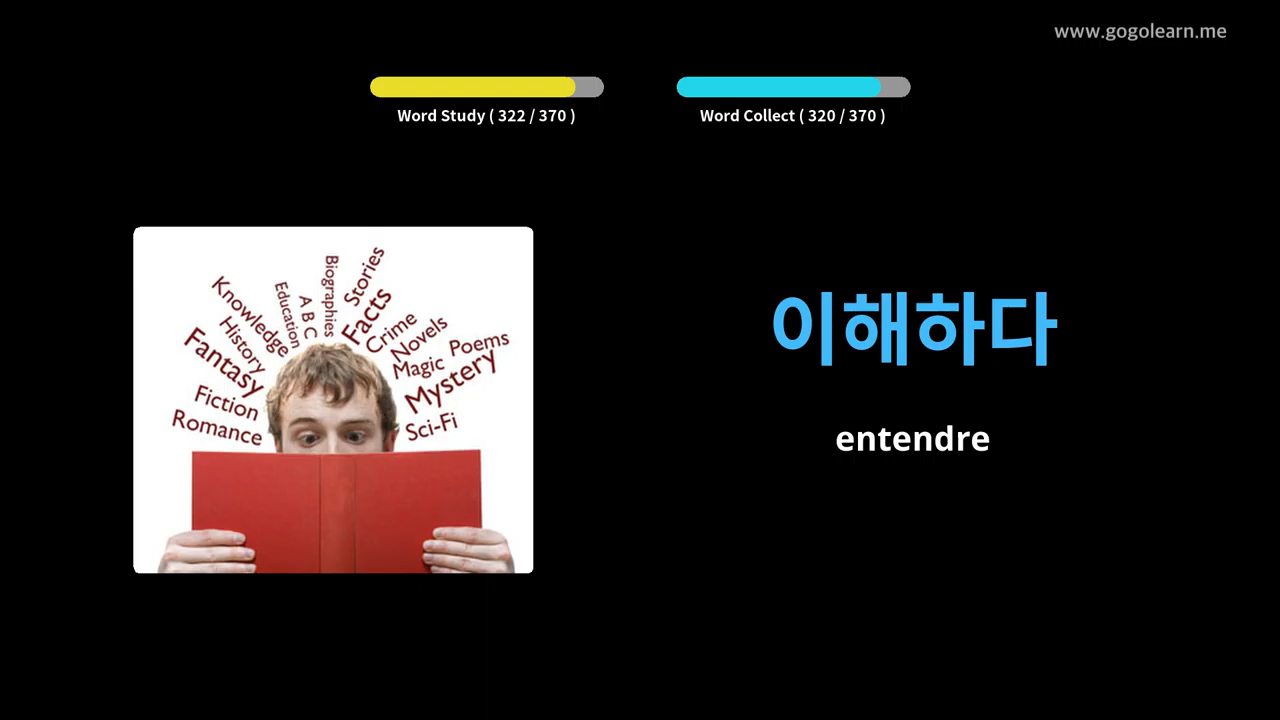 www.gogolearn.me
Word Study ( 322 / 370 )
Word Collect ( 320 / 370 )
Knowledge
History
Fantasy
Fiction
Romance
Education
A B C
Biographies
Stories
Facts
Crime
Novels
Magic
Poems
Mystery
Sci-Fi
이해하다
entendre